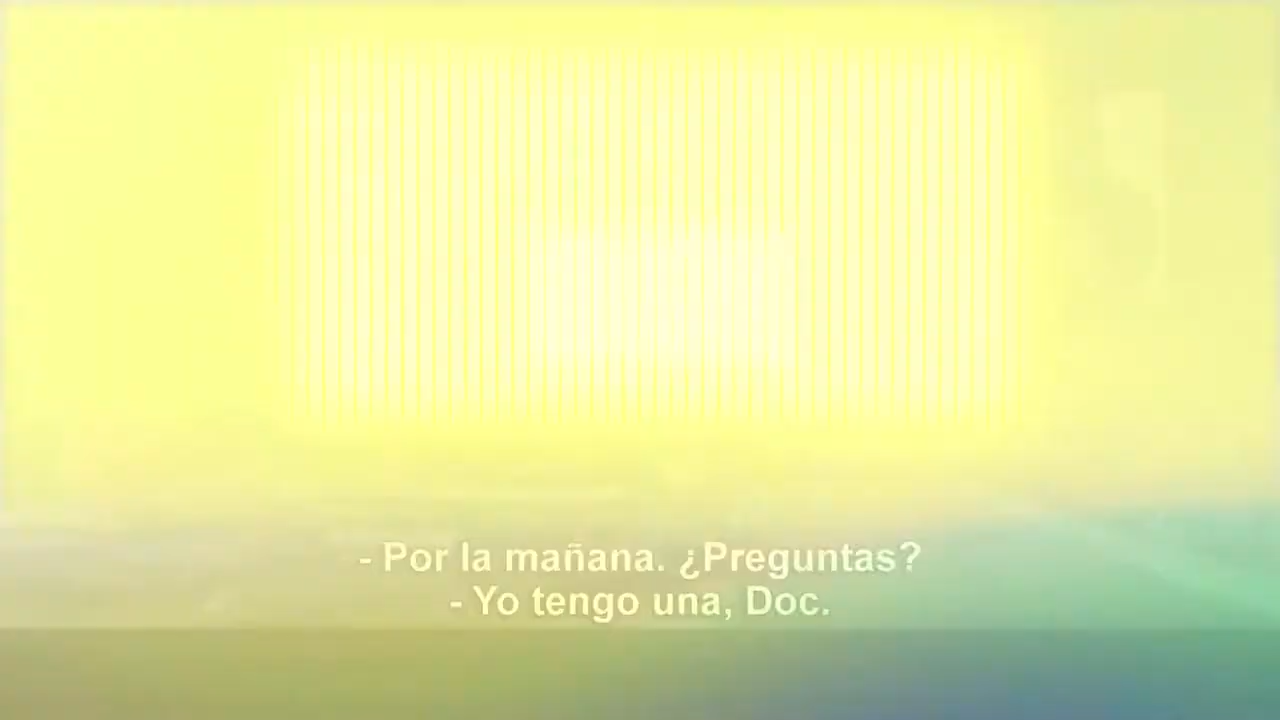 - Por la mañana. ¿Preguntas?
- Yo tengo una, Doc.